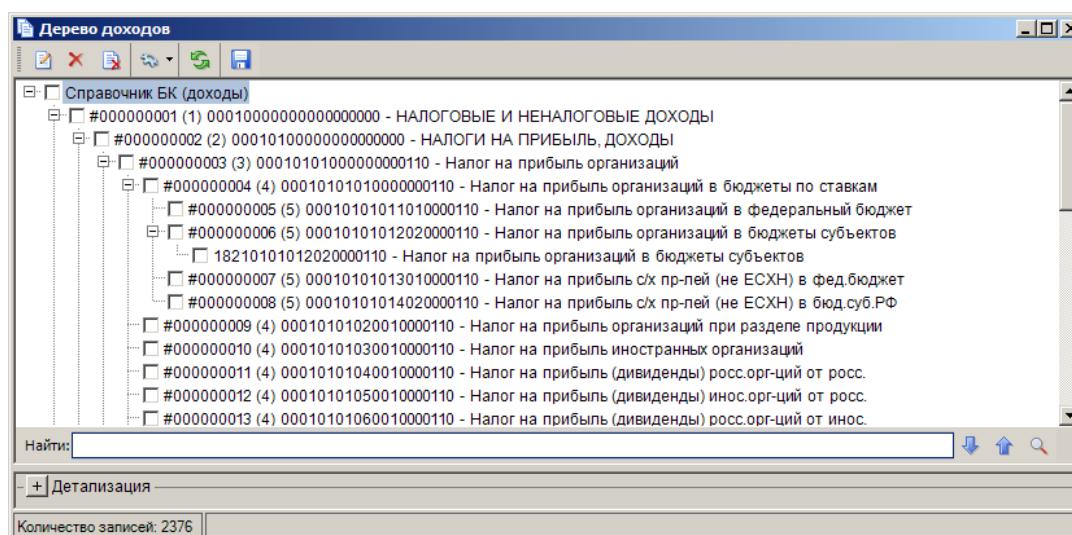 Дерево доходов
Справочник БК (доходы)
#000000001 (1) 00010000000000000000 - НАЛОГОВЫЕ И НЕНАЛОГОВЫЕ ДОХОДЫ
#000000002 (2) 00010100000000000000 - НАЛОГИ НА ПРИБЫЛЬ, ДОХОДЫ
#000000003 (3) 00010101000000000110 - Налог на прибыль организаций
#000000004 (4) 00010101010000000110 - Налог на прибыль организаций в бюджеты по ставкам
#000000005 (5) 00010101011010000110 - Налог на прибыль организаций в федеральный бюджет
#000000006 (5) 00010101012020000110 - Налог на прибыль организаций в бюджеты субъектов
18210101012020000110 - Налог на прибыль организаций в бюджеты субъектов
#000000007 (5) 00010101013010000110 - Налог на прибыль с/х пр-лей (не ЕСХН) в фед.бюджет
#000000008 (5) 00010101014020000110 - Налог на прибыль с/х пр-лей (не ЕСХН) в бюд.суб.РФ
#000000009 (4) 00010101020010000110 - Налог на прибыль организаций при разделе продукции
#000000010 (4) 00010101030010000110 - Налог на прибыль иностранных организаций
#000000011 (4) 00010101040010000110 - Налог на прибыль (дивиденды) росс.орг-ций от росс.
#000000012 (4) 00010101050010000110 - Налог на прибыль (дивиденды) инос.орг-ций от росс.
#000000013 (4) 00010101060010000110 - Налог на прибыль (дивиденды) росс.орг-ций от инос.
Найти:
Детализация
Количество записей: 2376